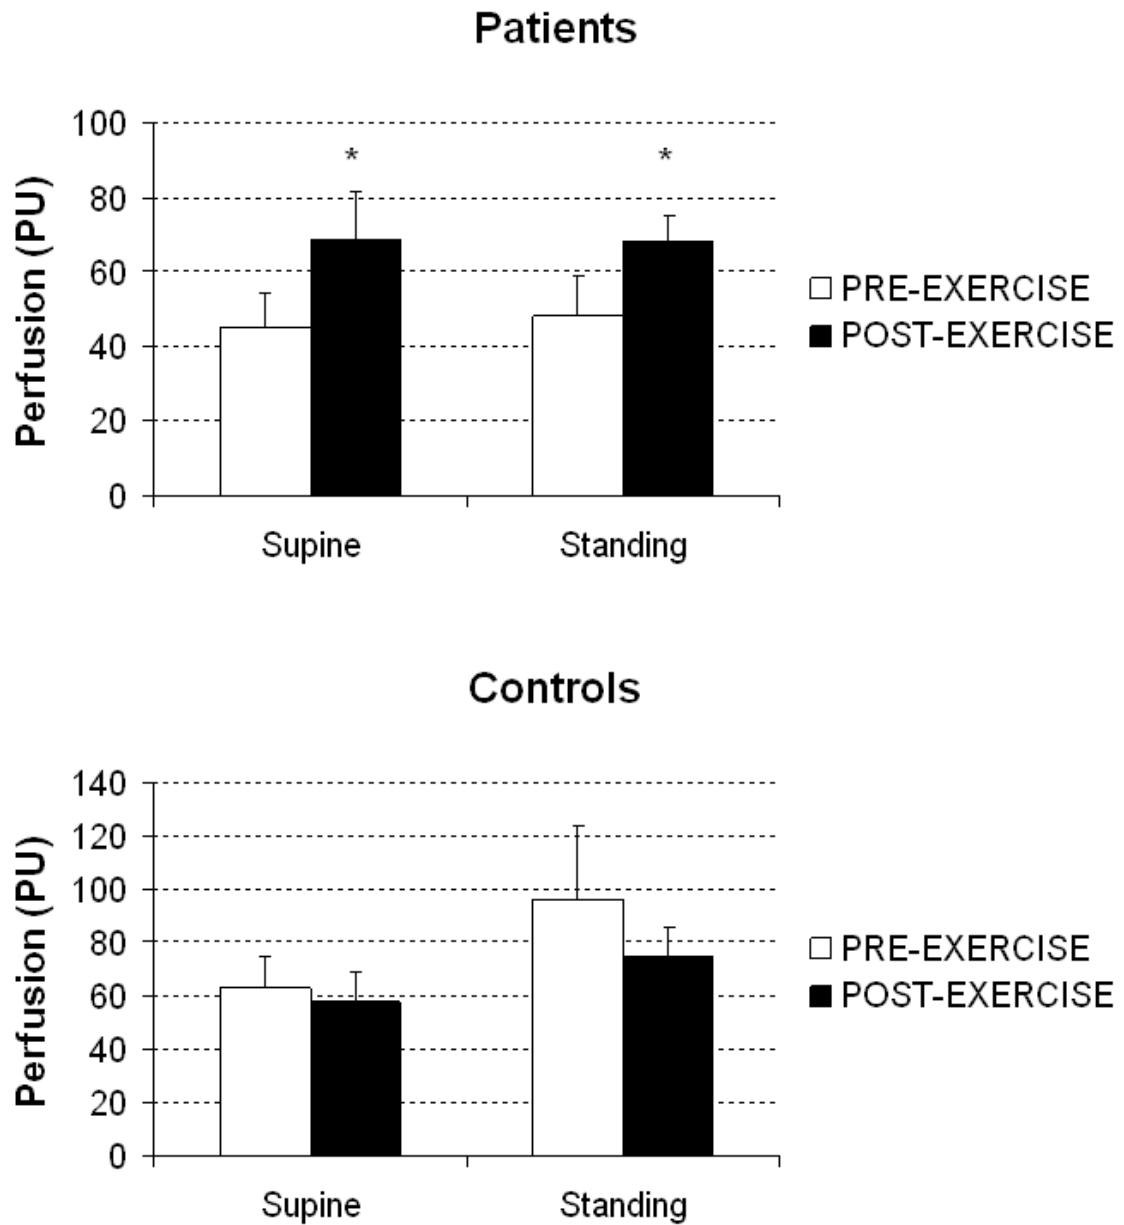 Patients
Perfusion (PU)
100
80
60
40
20
0
*
*
Supine
Standing
PRE-EXERCISE
POST-EXERCISE
Controls
Perfusion (PU)
140
120
100
80
60
40
20
0
Supine
Standing
PRE-EXERCISE
POST-EXERCISE